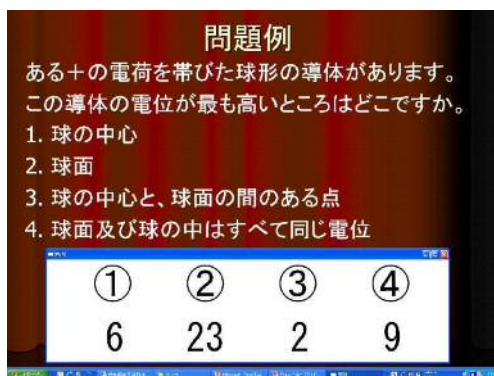 問題例
ある＋の電荷を帯びた球形の導体があります。
この導体の電位が最も高いところはどこですか。
1. 球の中心
2. 球面
3. 球の中心と、球面の間のある点
4. 球面及び球の中はすべて同じ電位
① ② ③ ④
6 23 2 9